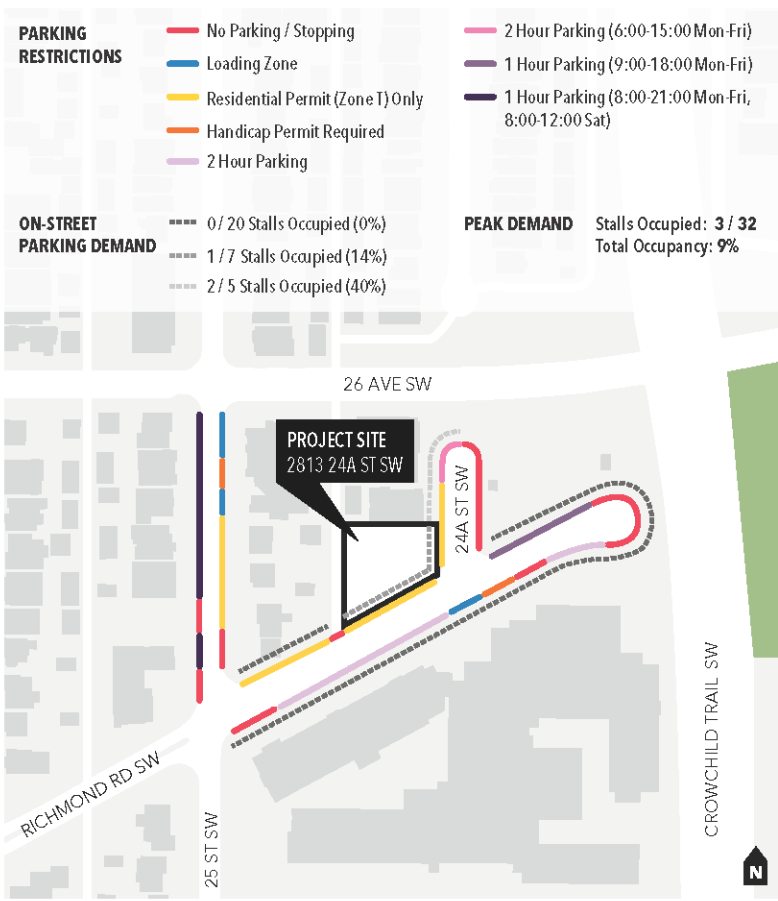 PARKING
RESTRICTIONS
No Parking / Stopping
Loading Zone
Residential Permit (Zone T) Only
Handicap Permit Required
2 Hour Parking
2 Hour Parking (6:00-15:00 Mon-Fri)
1 Hour Parking (9:00-18:00 Mon-Fri)
1 Hour Parking (8:00-21:00 Mon-Fri,
8:00-12:00 Sat)
ON-STREET
PARKING DEMAND
0 / 20 Stalls Occupied (0%)
1 / 7 Stalls Occupied (14%)
2 / 5 Stalls Occupied (40%)
PEAK DEMAND
Stalls Occupied: 3 / 32
Total Occupancy: 9%
26 AVE SW
PROJECT SITE
2813 24A ST SW
24A ST SW
CROWCHILD TRAIL SW
RICHMOND RD SW
25 ST SW
N